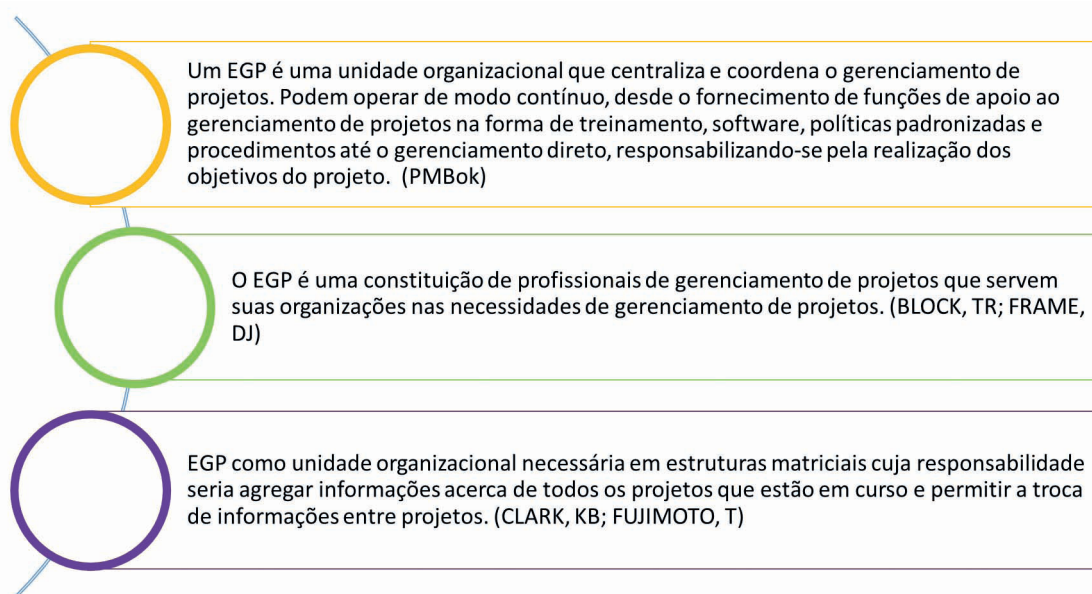 Um EGP é uma unidade organizacional que centraliza e coordena o gerenciamento de
projetos. Podem operar de modo contínuo, desde o fornecimento de funções de apoio ao
gerenciamento de projetos na forma de treinamento, software, políticas padronizadas e
procedimentos até o gerenciamento direto, responsabilizando-se pela realização dos
objetivos do projeto. (PMBok)
O EGP é uma constituição de profissionais de gerenciamento de projetos que servem
suas organizações nas necessidades de gerenciamento de projetos. (BLOCK, TR; FRAME,
DJ)
EGP como unidade organizacional necessária em estruturas matriciais cuja responsabilidade
seria agregar informações acerca de todos os projetos que estão em curso e permitir a troca
de informações entre projetos. (CLARK, KB; FUJIMOTO, T)